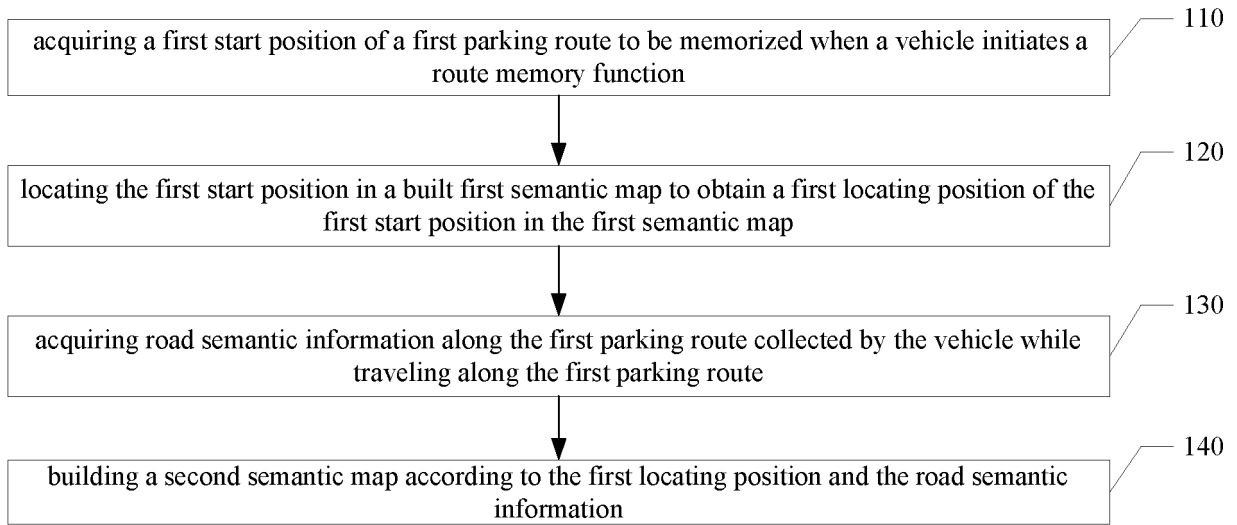 110
acquiring a first start position of a first parking route to be memorized when a vehicle initiates a
route memory function
120
locating the first start position in a built first semantic map to obtain a first locating position of the
first start position in the first semantic map
130
acquiring road semantic information along the first parking route collected by the vehicle while
traveling along the first parking route
140
building a second semantic map according to the first locating position and the road semantic
information